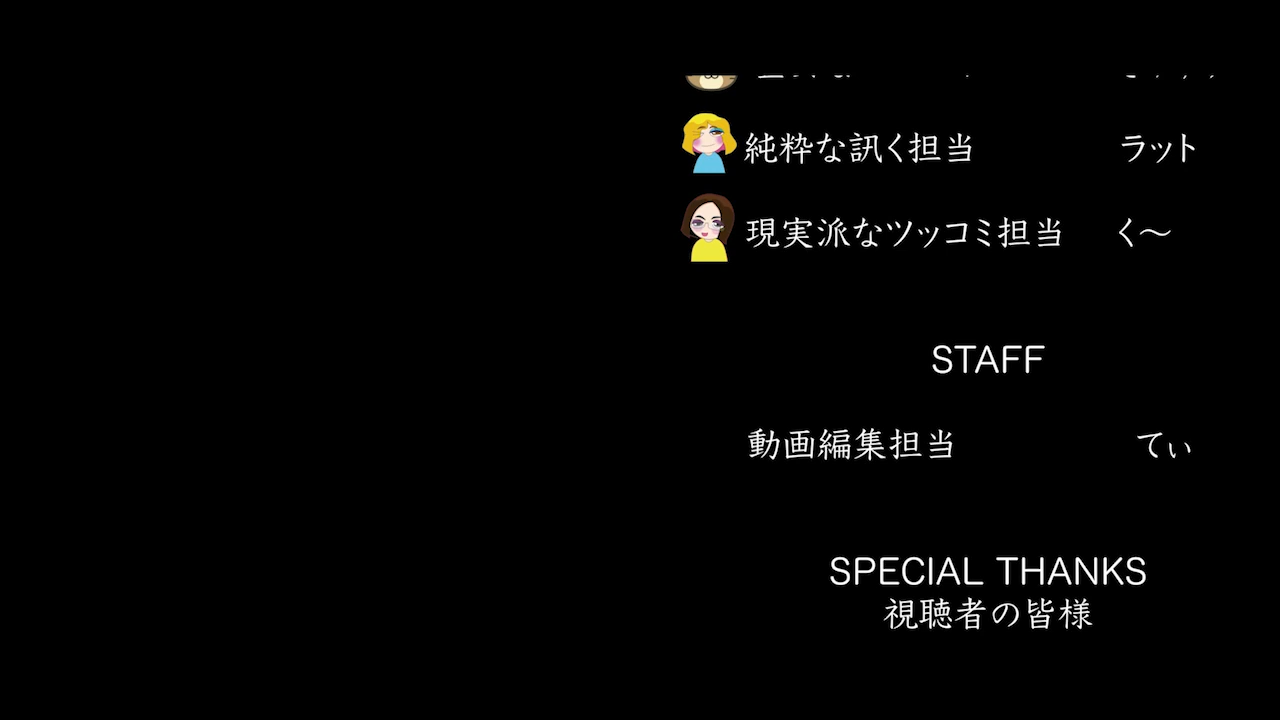 純粋な訊く担当 ラット
現実派なツッコミ担当 く〜
STAFF
動画編集担当 てぃ
SPECIAL THANKS
視聴者の皆様